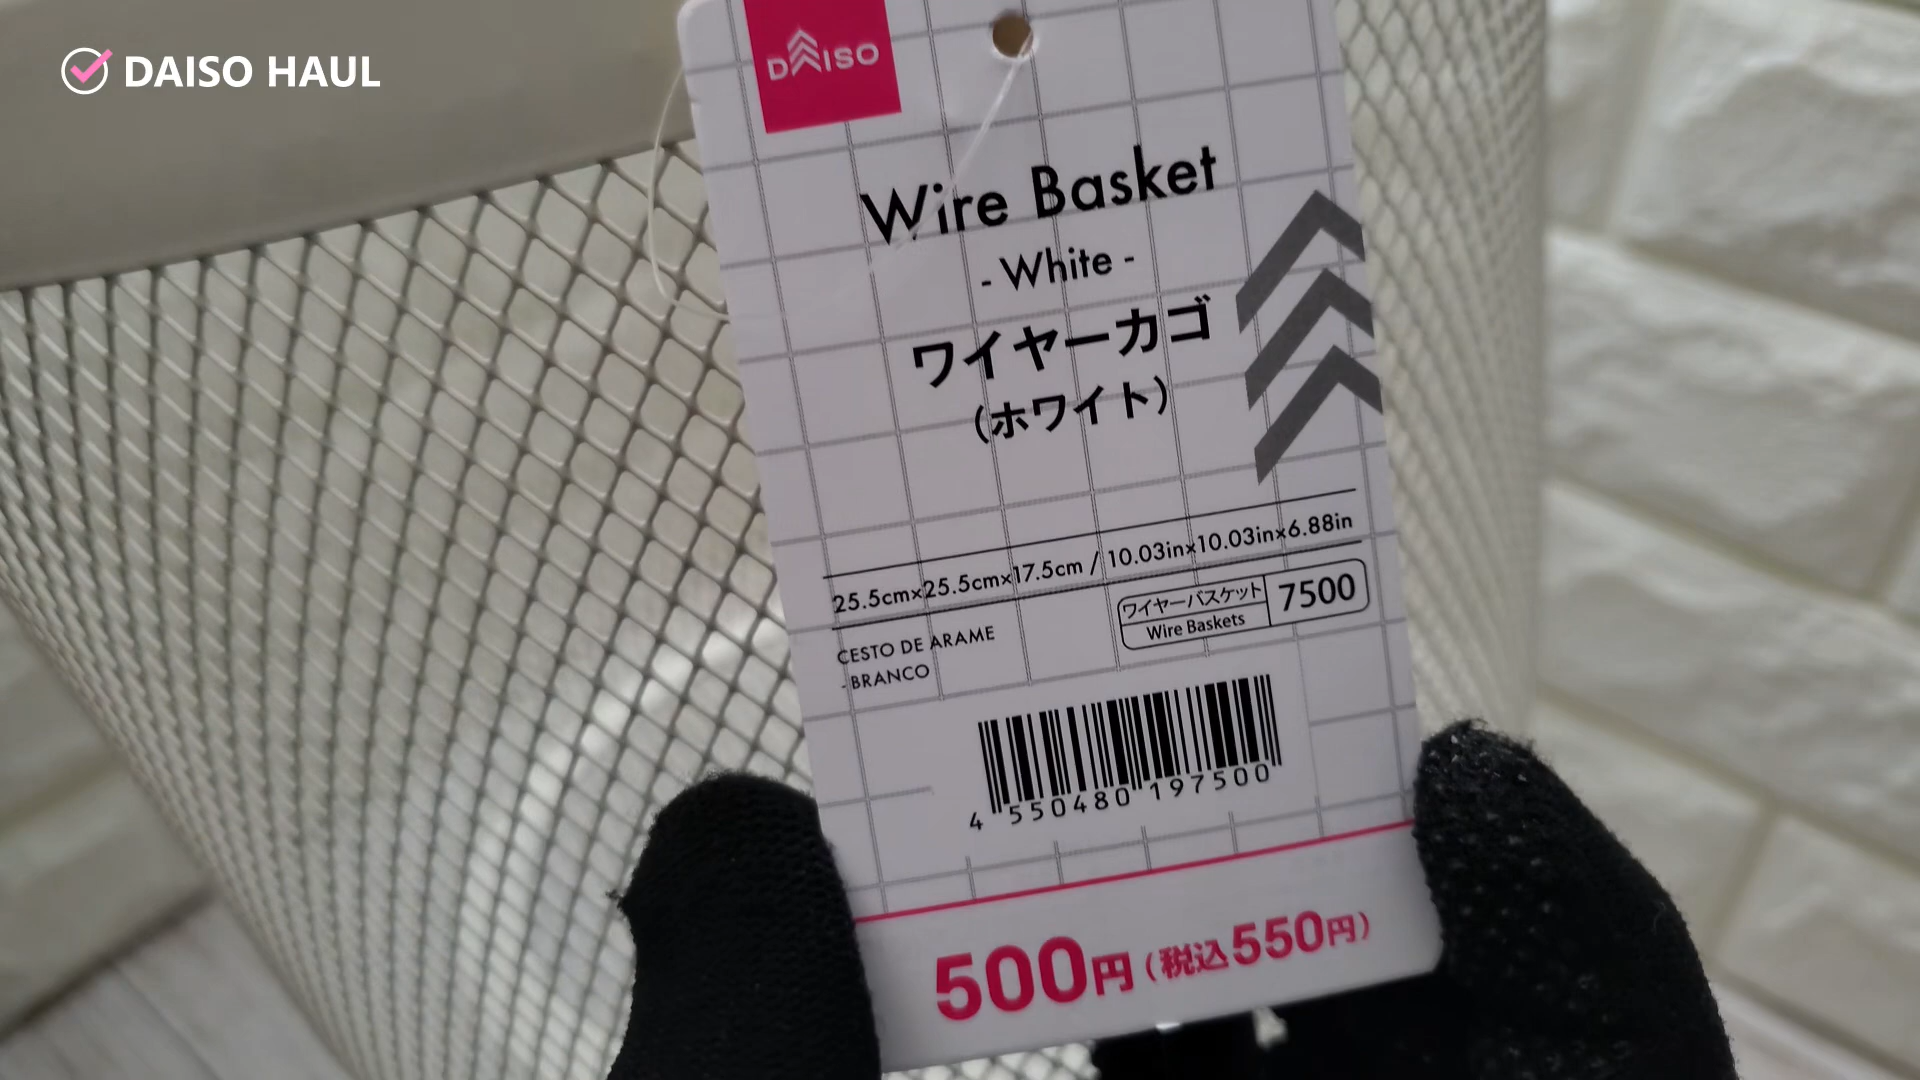 DAISO HAUL
DAISO
Wire Basket
- White -
ワイヤーカゴ
(ホワイト)
25.5cm×25.5cm×17.5cm / 10.03in×10.03in×6.88in
ワイヤーバスケット
Wire Baskets
7500
CESTO DE ARAME
- BRANCO
4 550480 197500
500円(税込550円)